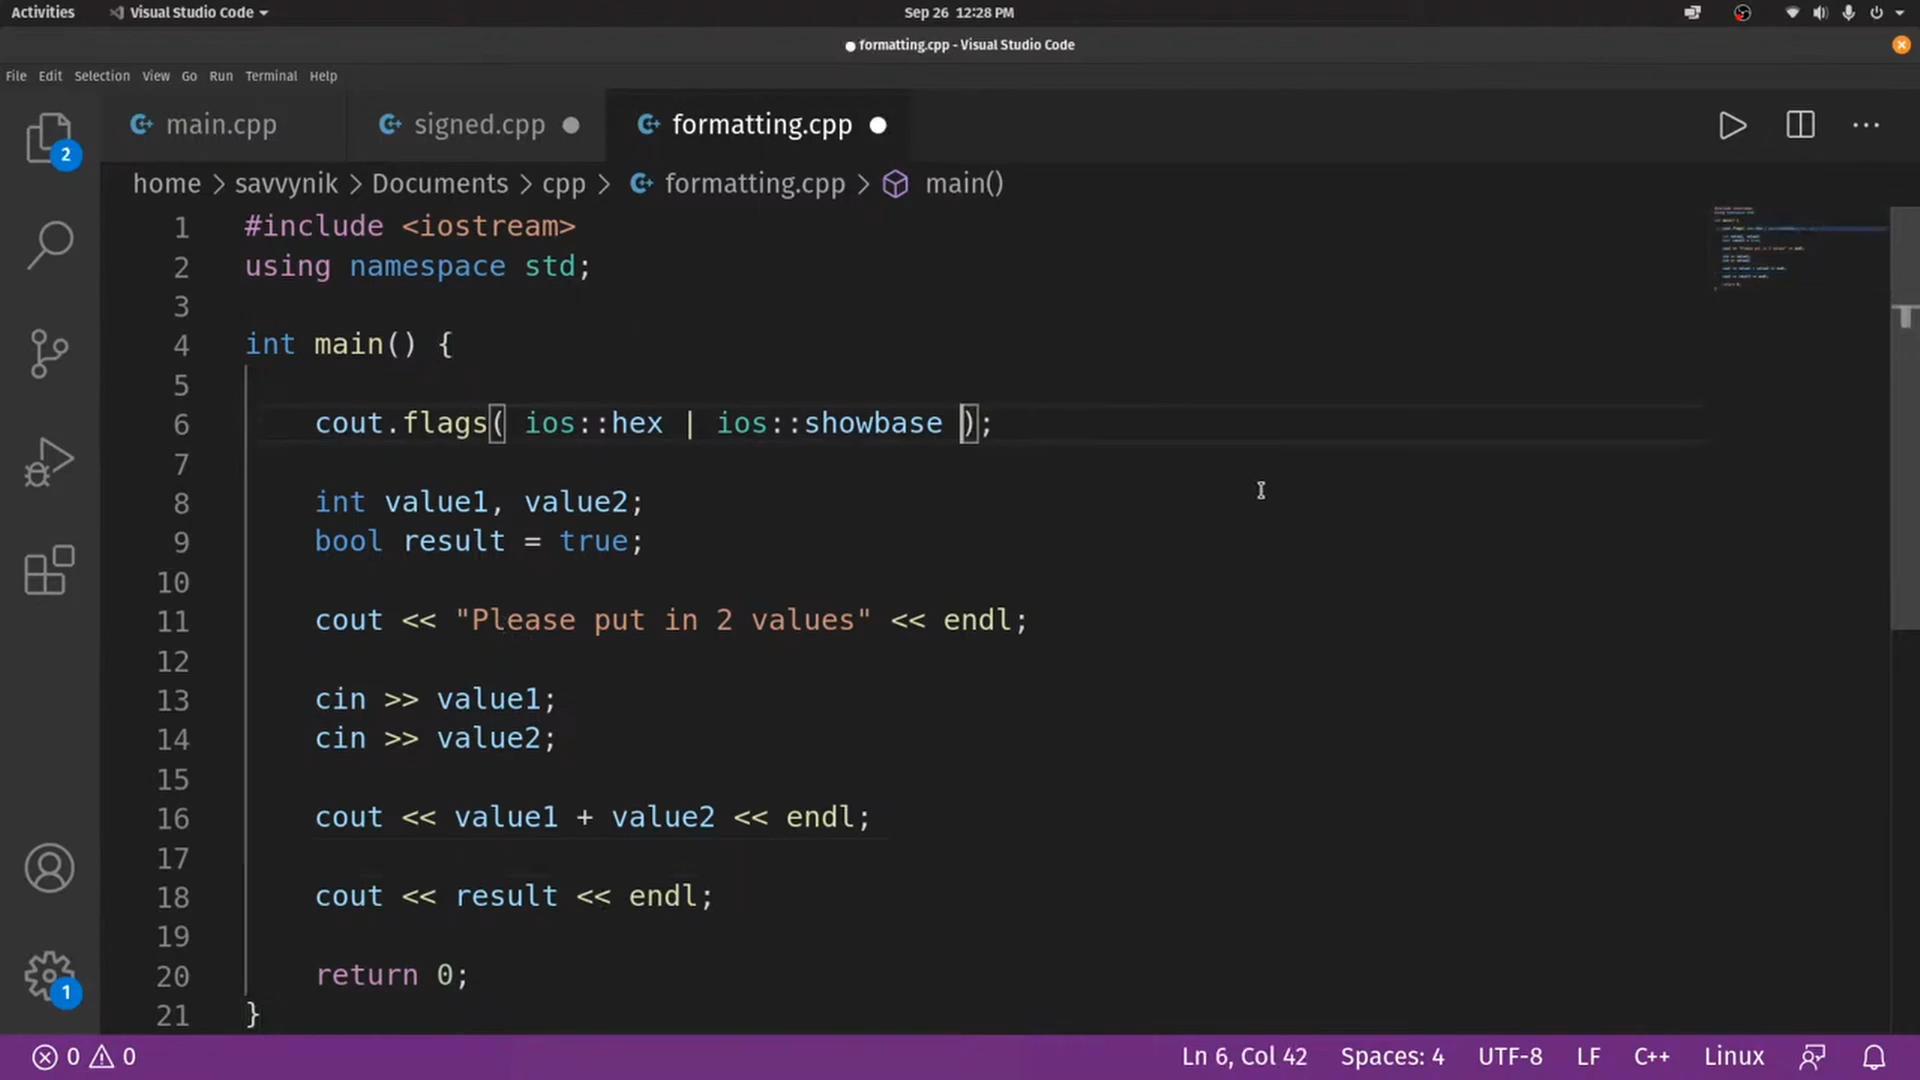 Activities
Visual Studio Code
Sep 26 12:28 PM
● formatting.cpp - Visual Studio Code
File Edit Selection View Go Run Terminal Help
main.cpp signed.cpp ● formatting.cpp ●
2
home > savvynik > Documents > cpp > formatting.cpp > main()
1 #include <iostream>
2 using namespace std;
3
4 int main() {
5
6 cout.flags( ios::hex | ios::showbase );
7
8 int value1, value2;
9 bool result = true;
10
11 cout << "Please put in 2 values" << endl;
12
13 cin >> value1;
14 cin >> value2;
15
16 cout << value1 + value2 << endl;
17
18 cout << result << endl;
19
20 return 0;
21 }
1
0 0 Ln 6, Col 42 Spaces: 4 UTF-8 LF C++ Linux